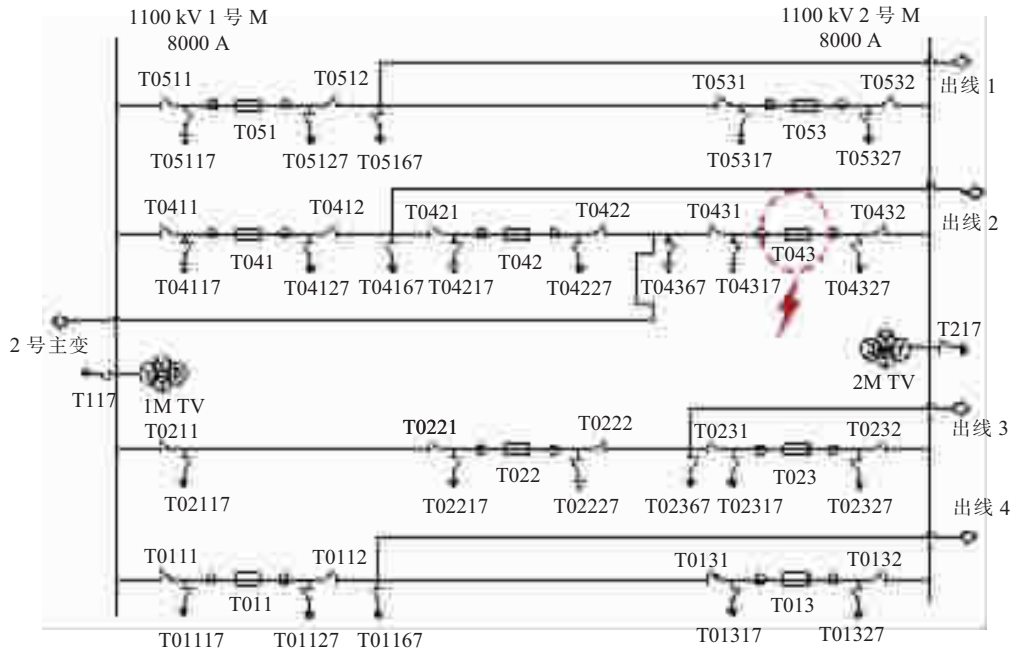 1100 kV 1 号 M
8000 A
1100 kV 2 号 M
8000 A
T0511
T0512
T0531
T0532
出线 1
T051
T053
T05117
T05127
T05167
T05317
T05327
T0411
T0412
T0421
T0422
T0431
T0432
出线 2
T041
T042
T043
T04117
T04127
T04167
T04217
T04227
T04367
T04317
T04327
2 号主变
T217
T117
1M TV
2M TV
T0211
T0221
T0222
T0231
T0232
出线 3
T022
T023
T02117
T02217
T02227
T02367
T02317
T02327
出线 4
T0111
T0112
T0131
T0132
T011
T013
T01117
T01127
T01167
T01317
T01327